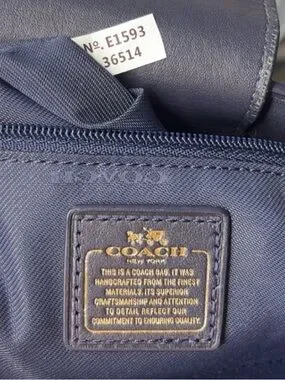 Nº. E1593
36514
COACH
NEW YORK
THIS IS A COACH BAG. IT WAS
HANDCRAFTED FROM THE FINEST
MATERIALS. ITS SUPERIOR
CRAFTSMANSHIP AND ATTENTION
TO DETAIL REFLECT OUR
COMMITMENT TO ENDURING QUALITY.